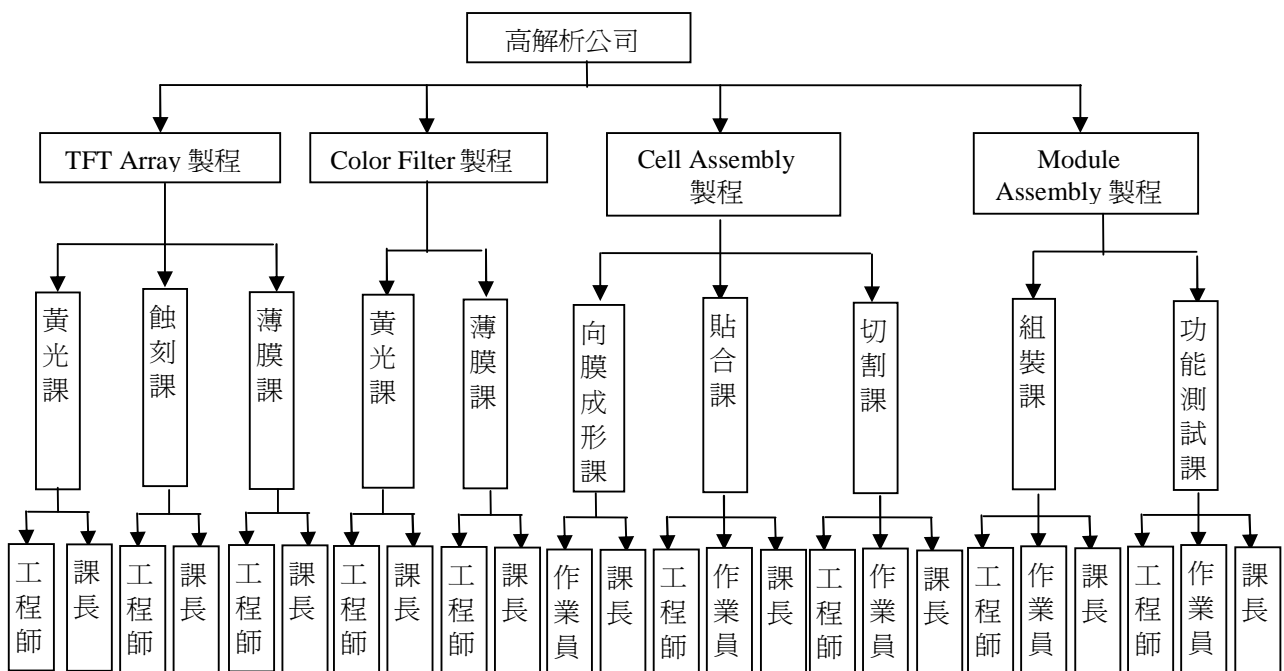 高解析公司
TFT Array 製程
Color Filter 製程
Cell Assembly
製程
Module
Assembly 製程
黃光課
蝕刻課
薄膜課
黃光課
薄膜課
向膜成形課
貼合課
切割課
組裝課
功能測試課
工程師
課長
工程師
課長
工程師
課長
工程師
課長
工程師
課長
作業員
課長
工程師
作業員
課長
工程師
作業員
課長
工程師
作業員
課長
工程師
作業員
課長